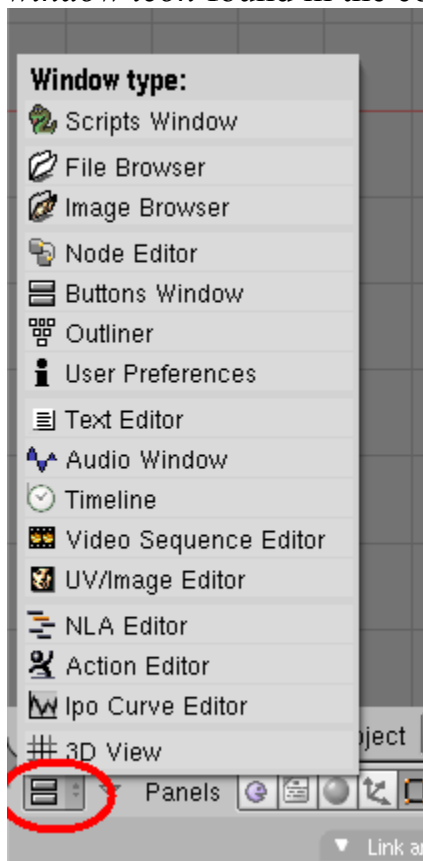 Window type:
Scripts Window
File Browser
Image Browser
Node Editor
Buttons Window
Outliner
User Preferences
Text Editor
Audio Window
Timeline
Video Sequence Editor
UV/Image Editor
NLA Editor
Action Editor
Ipo Curve Editor
3D View
Panels